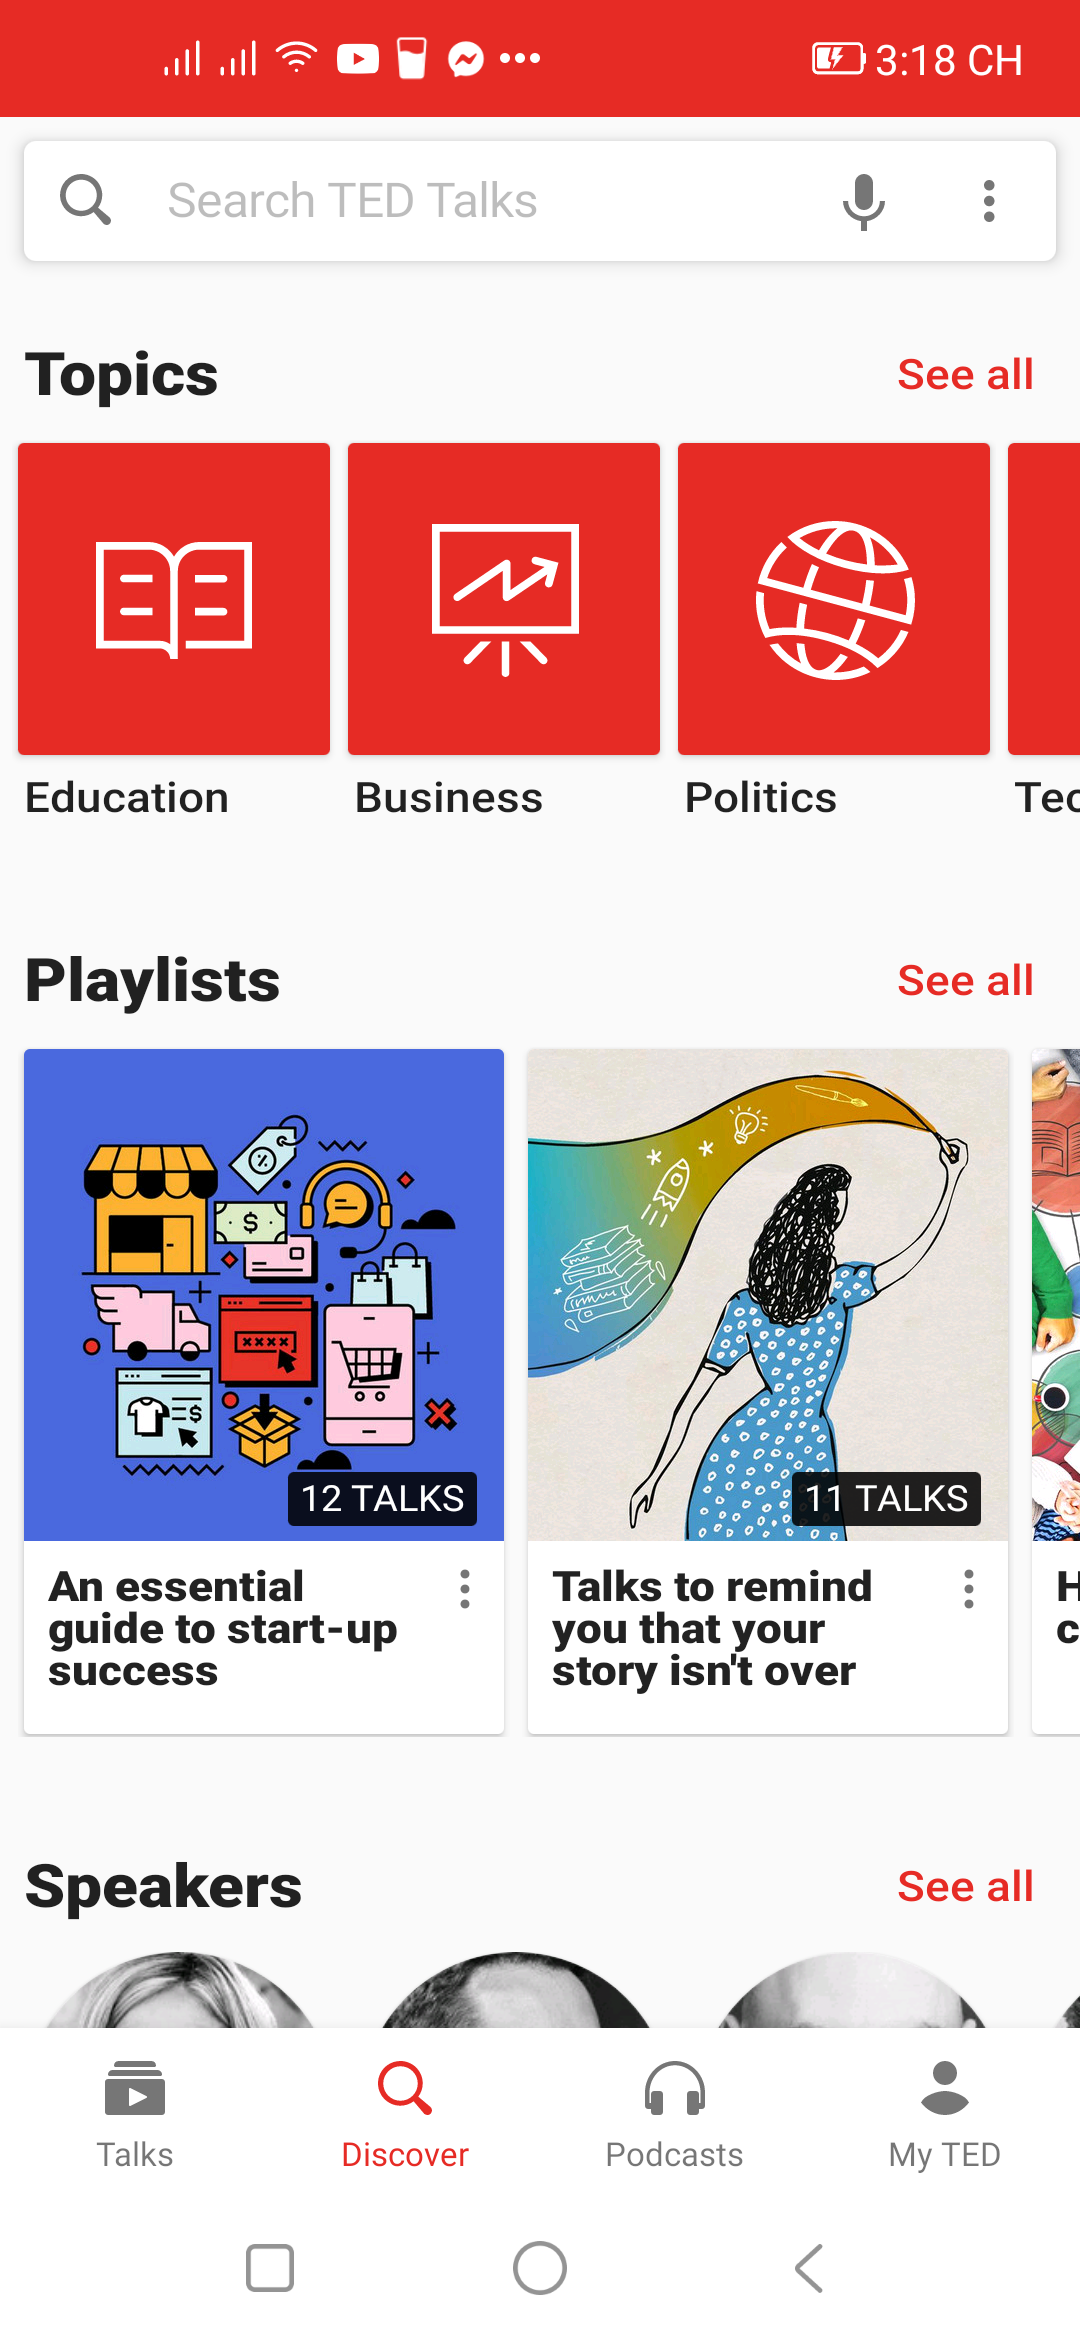 3:18 CH
Search TED Talks
Topics
See all
Education
Business
Politics
Tec
Playlists
See all
12 TALKS
11 TALKS
An essential
guide to start-up
success
Talks to remind
you that your
story isn't over
H
c
Speakers
See all
Talks
Discover
Podcasts
My TED